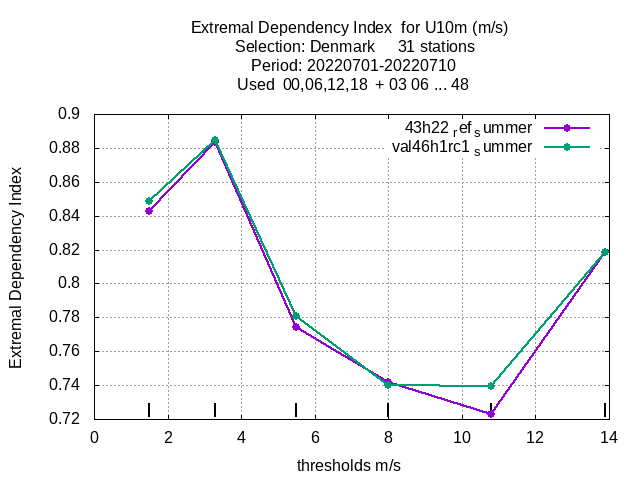 Extremal Dependency Index for U10m (m/s)
Selection: Denmark 31 stations
Period: 20220701-20220710
Used 00,06,12,18 + 03 06 ... 48
43h22 ref summer
val46h1rc1 summer
Extremal Dependency Index
0.9
0.88
0.86
0.84
0.82
0.8
0.78
0.76
0.74
0.72
0 2 4 6 8 10 12 14
thresholds m/s